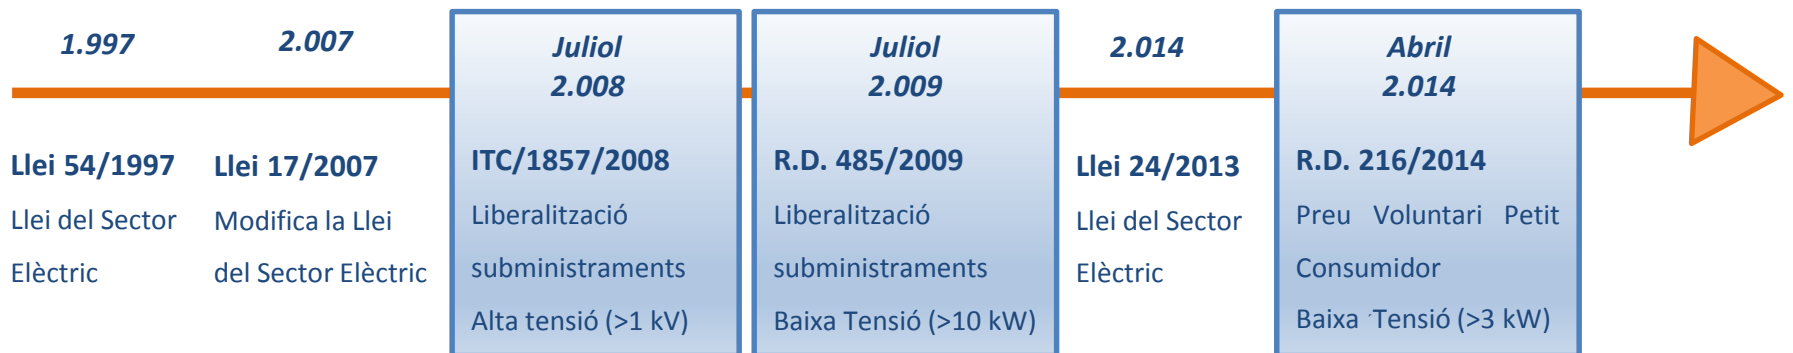 1.997
Llei 54/1997
Llei del Sector
Elèctric
2.007
Llei 17/2007
Modifica la Llei
del Sector Elèctric
Juliol
2.008
ITC/1857/2008
Liberalització
subministraments
Alta tensió (>1 kV)
Juliol
2.009
R.D. 485/2009
Liberalització
subministraments
Baixa Tensió (>10 kW)
2.014
Llei 24/2013
Llei del Sector
Elèctric
Abril
2.014
R.D. 216/2014
Preu Voluntari Petit
Consumidor
Baixa Tensió (>3 kW)